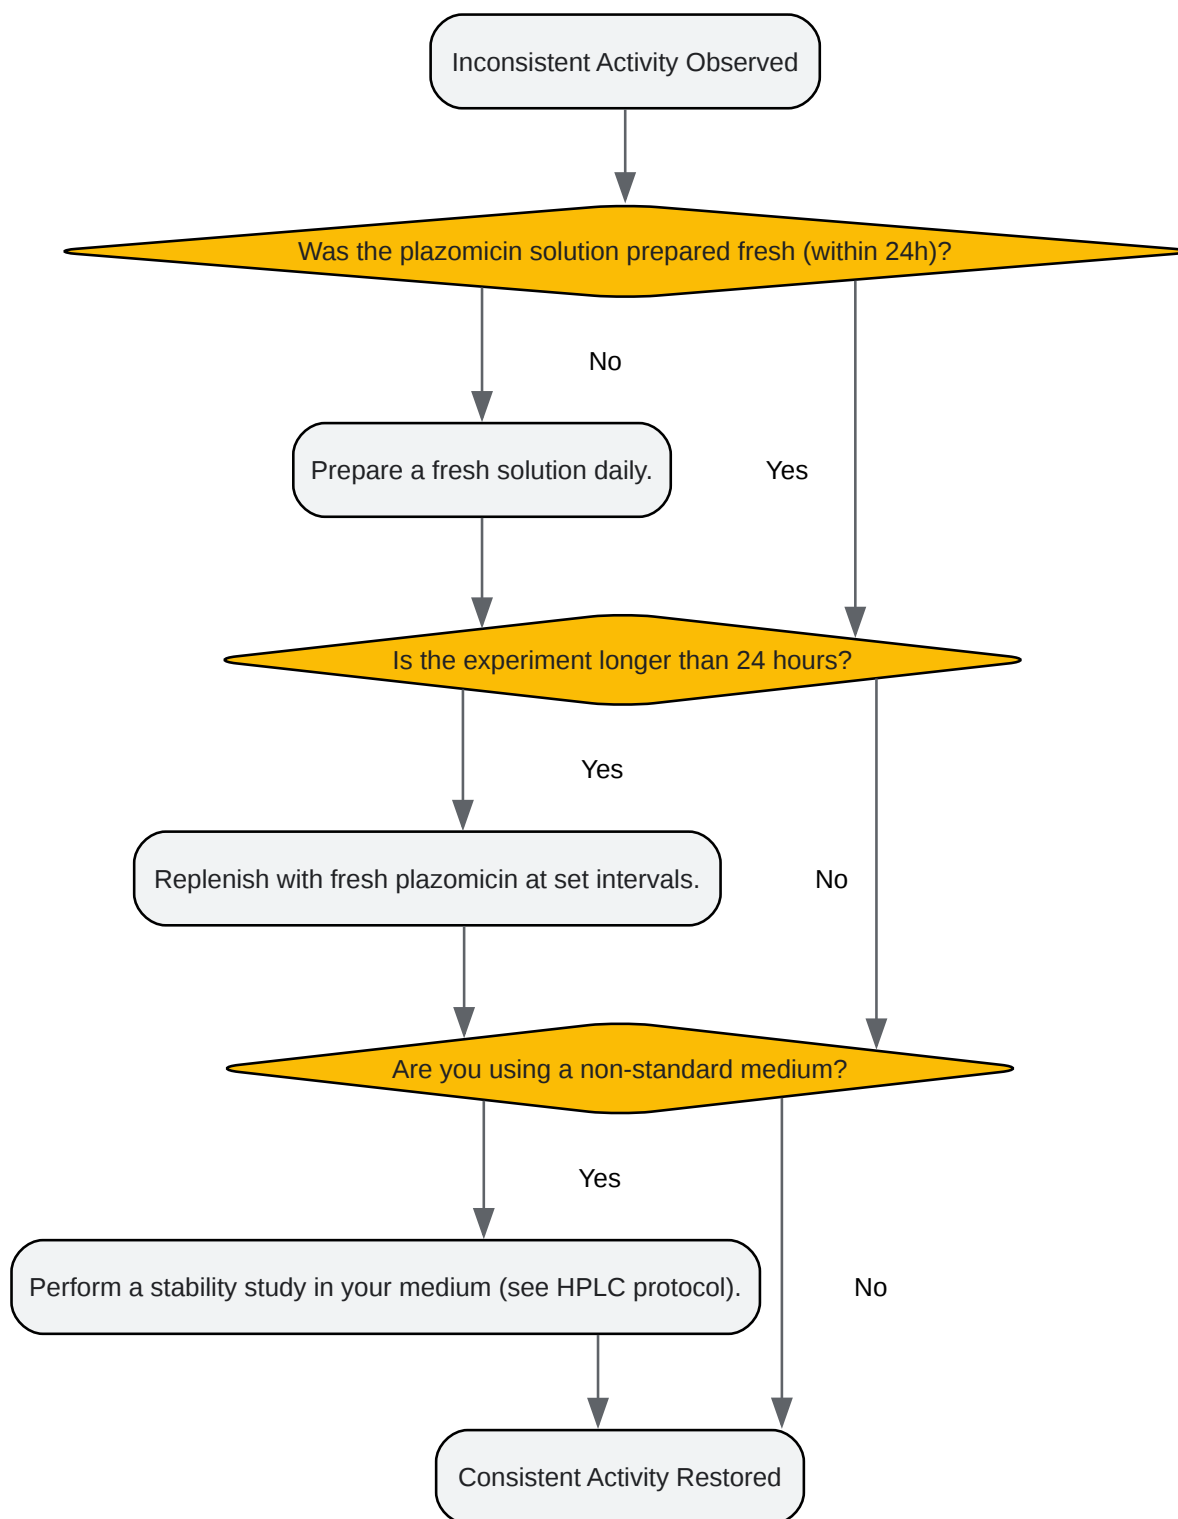 Inconsistent Activity Observed
Was the plazomicin solution prepared fresh (within 24h)?
No
Prepare a fresh solution daily.
Yes
Is the experiment longer than 24 hours?
Yes
Replenish with fresh plazomicin at set intervals.
No
Are you using a non-standard medium?
Yes
Perform a stability study in your medium (see HPLC protocol).
No
Consistent Activity Restored